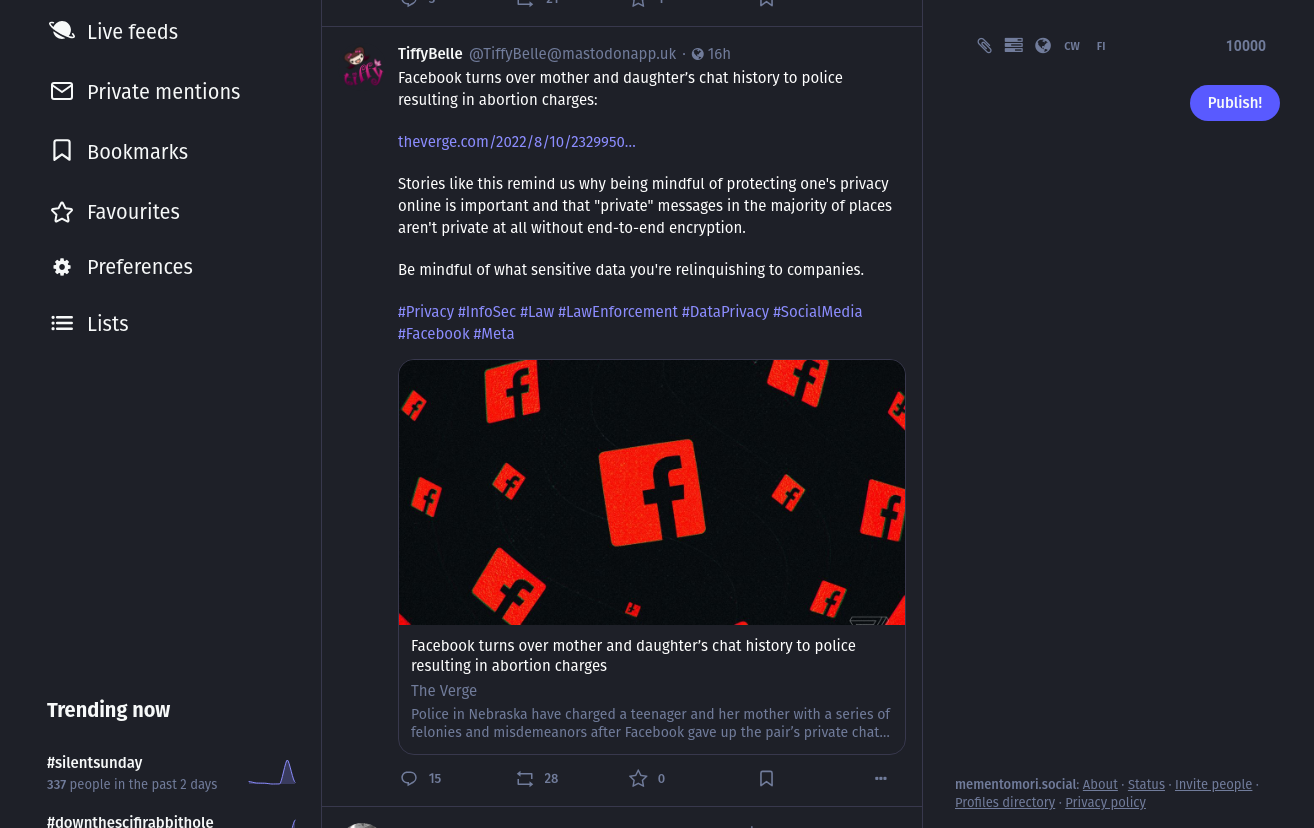 Live feeds
Private mentions
Bookmarks
Favourites
Preferences
Lists
Trending now
#silentsunday
337 people in the past 2 days
#downthescifirabbithole
TiffyBelle @TiffyBelle@mastodonapp.uk · 16h
Facebook turns over mother and daughter's chat history to police
resulting in abortion charges:
theverge.com/2022/8/10/2329950…
Stories like this remind us why being mindful of protecting one's privacy
online is important and that "private" messages in the majority of places
aren't private at all without end-to-end encryption.
Be mindful of what sensitive data you're relinquishing to companies.
#Privacy #InfoSec #Law #LawEnforcement #DataPrivacy #SocialMedia
#Facebook #Meta
Facebook turns over mother and daughter's chat history to police
resulting in abortion charges
The Verge
Police in Nebraska have charged a teenager and her mother with a series of
felonies and misdemeanors after Facebook gave up the pair's private chat...
15 28 0
CW FI 10000
Publish!
mementomori.social: About · Status · Invite people ·
Profiles directory · Privacy policy